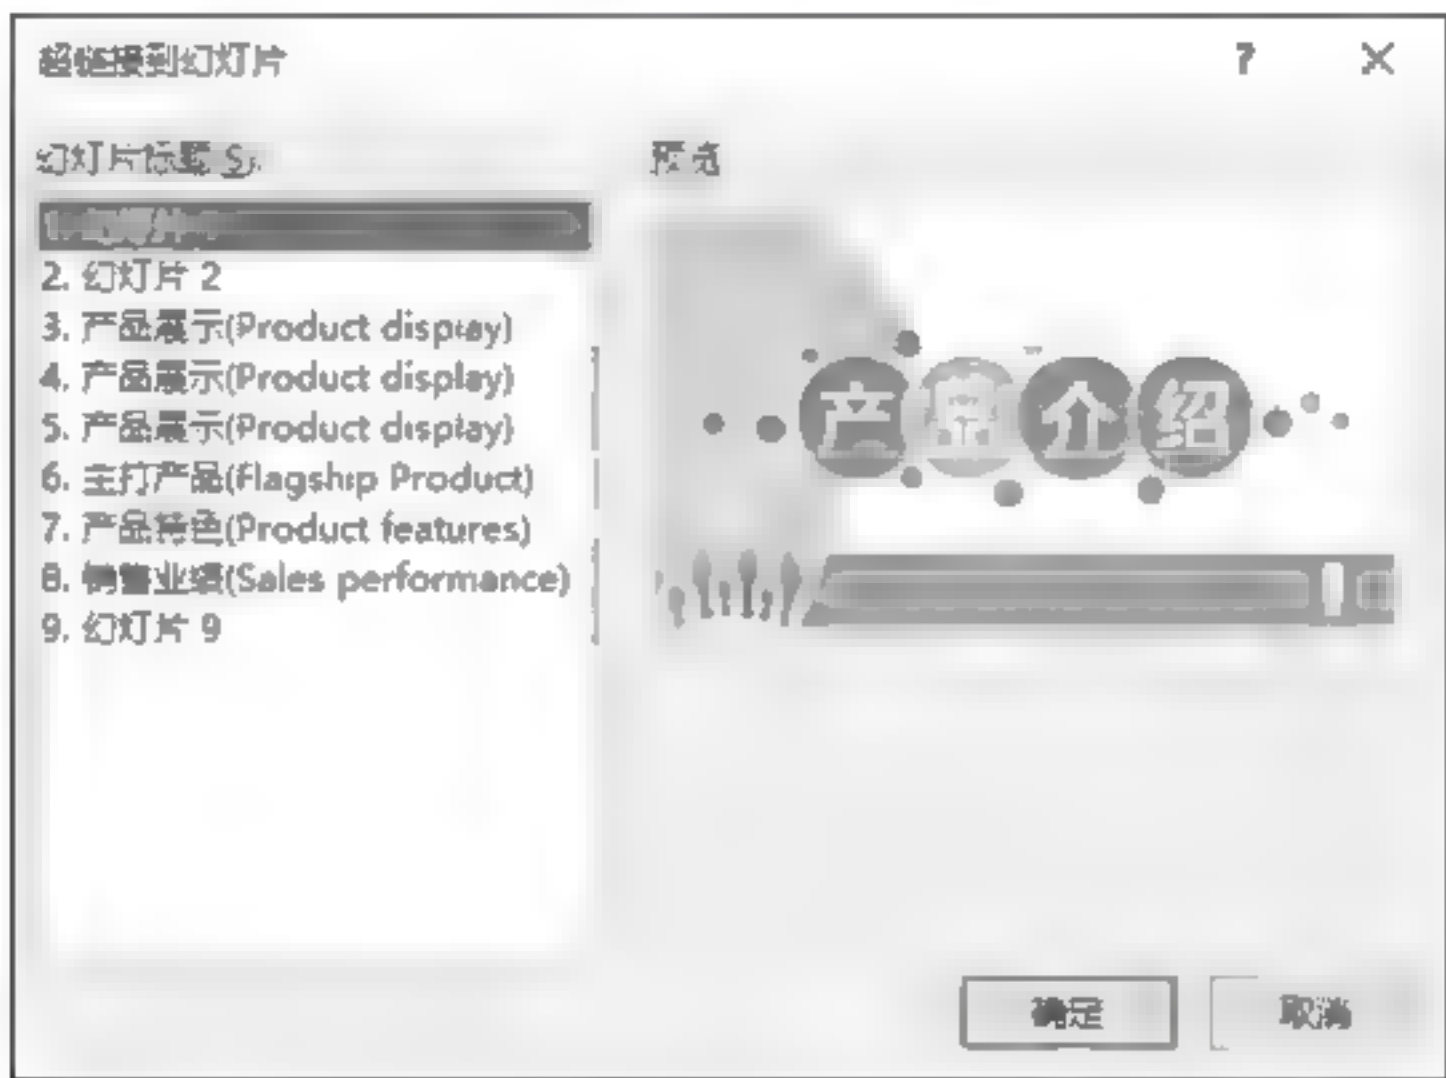 超链接到幻灯片
?
×
幻灯片标题(S):
2. 幻灯片 2
3. 产品展示(Product display)
4. 产品展示(Product display)
5. 产品展示(Product display)
6. 主打产品(Flagship Product)
7. 产品特色(Product features)
8. 销售业绩(Sales performance)
9. 幻灯片 9
预览
产品介绍
确定
取消